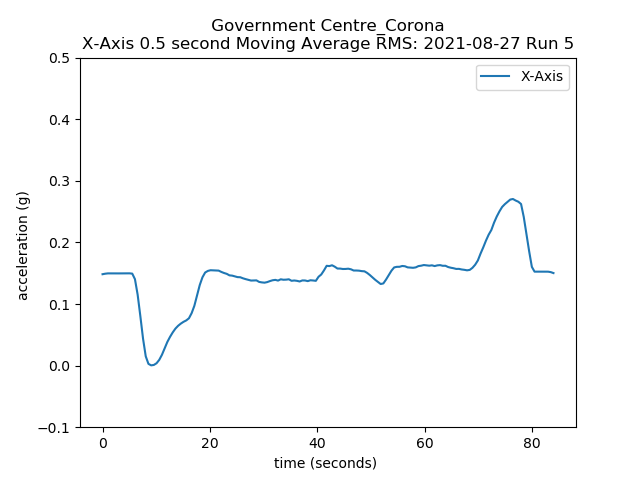 Government Centre_Corona
X-Axis 0.5 second Moving Average RMS: 2021-08-27 Run 5
X-Axis
0.5
0.4
0.3
0.2
0.1
0.0
−0.1
acceleration (g)
0 20 40 60 80
time (seconds)